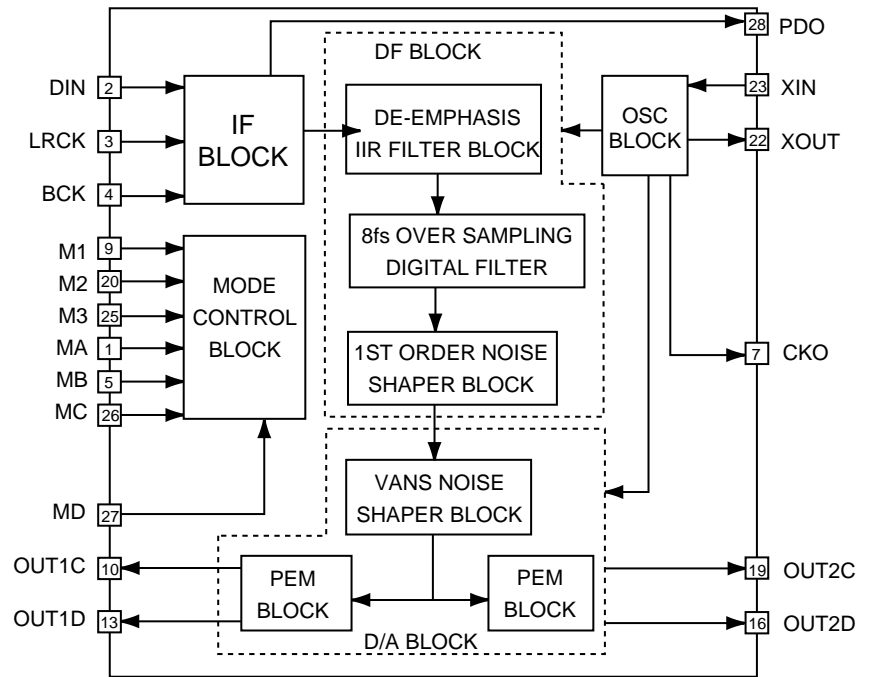 28
PDO
DF BLOCK
DIN
2
IF
BLOCK
DE-EMPHASIS
IIR FILTER BLOCK
OSC
BLOCK
23
XIN
LRCK
3
22
XOUT
BCK
4
M1
9
M2
20
M3
25
MA
1
MB
5
MC
26
MODE
CONTROL
BLOCK
8fs OVER SAMPLING
DIGITAL FILTER
1ST ORDER NOISE
SHAPER BLOCK
7
CKO
MD
27
VANS NOISE
SHAPER BLOCK
OUT1C
10
PEM
BLOCK
PEM
BLOCK
19
OUT2C
OUT1D
13
16
OUT2D
D/A BLOCK